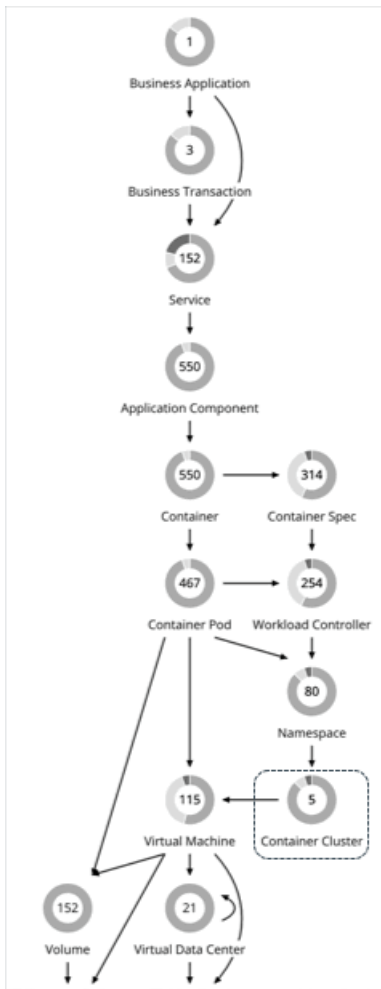 1
Business Application
3
Business Transaction
152
Service
550
Application Component
550
314
Container
Container Spec
467
254
Container Pod
Workload Controller
80
Namespace
115
5
Virtual Machine
Container Cluster
152
21
Volume
Virtual Data Center